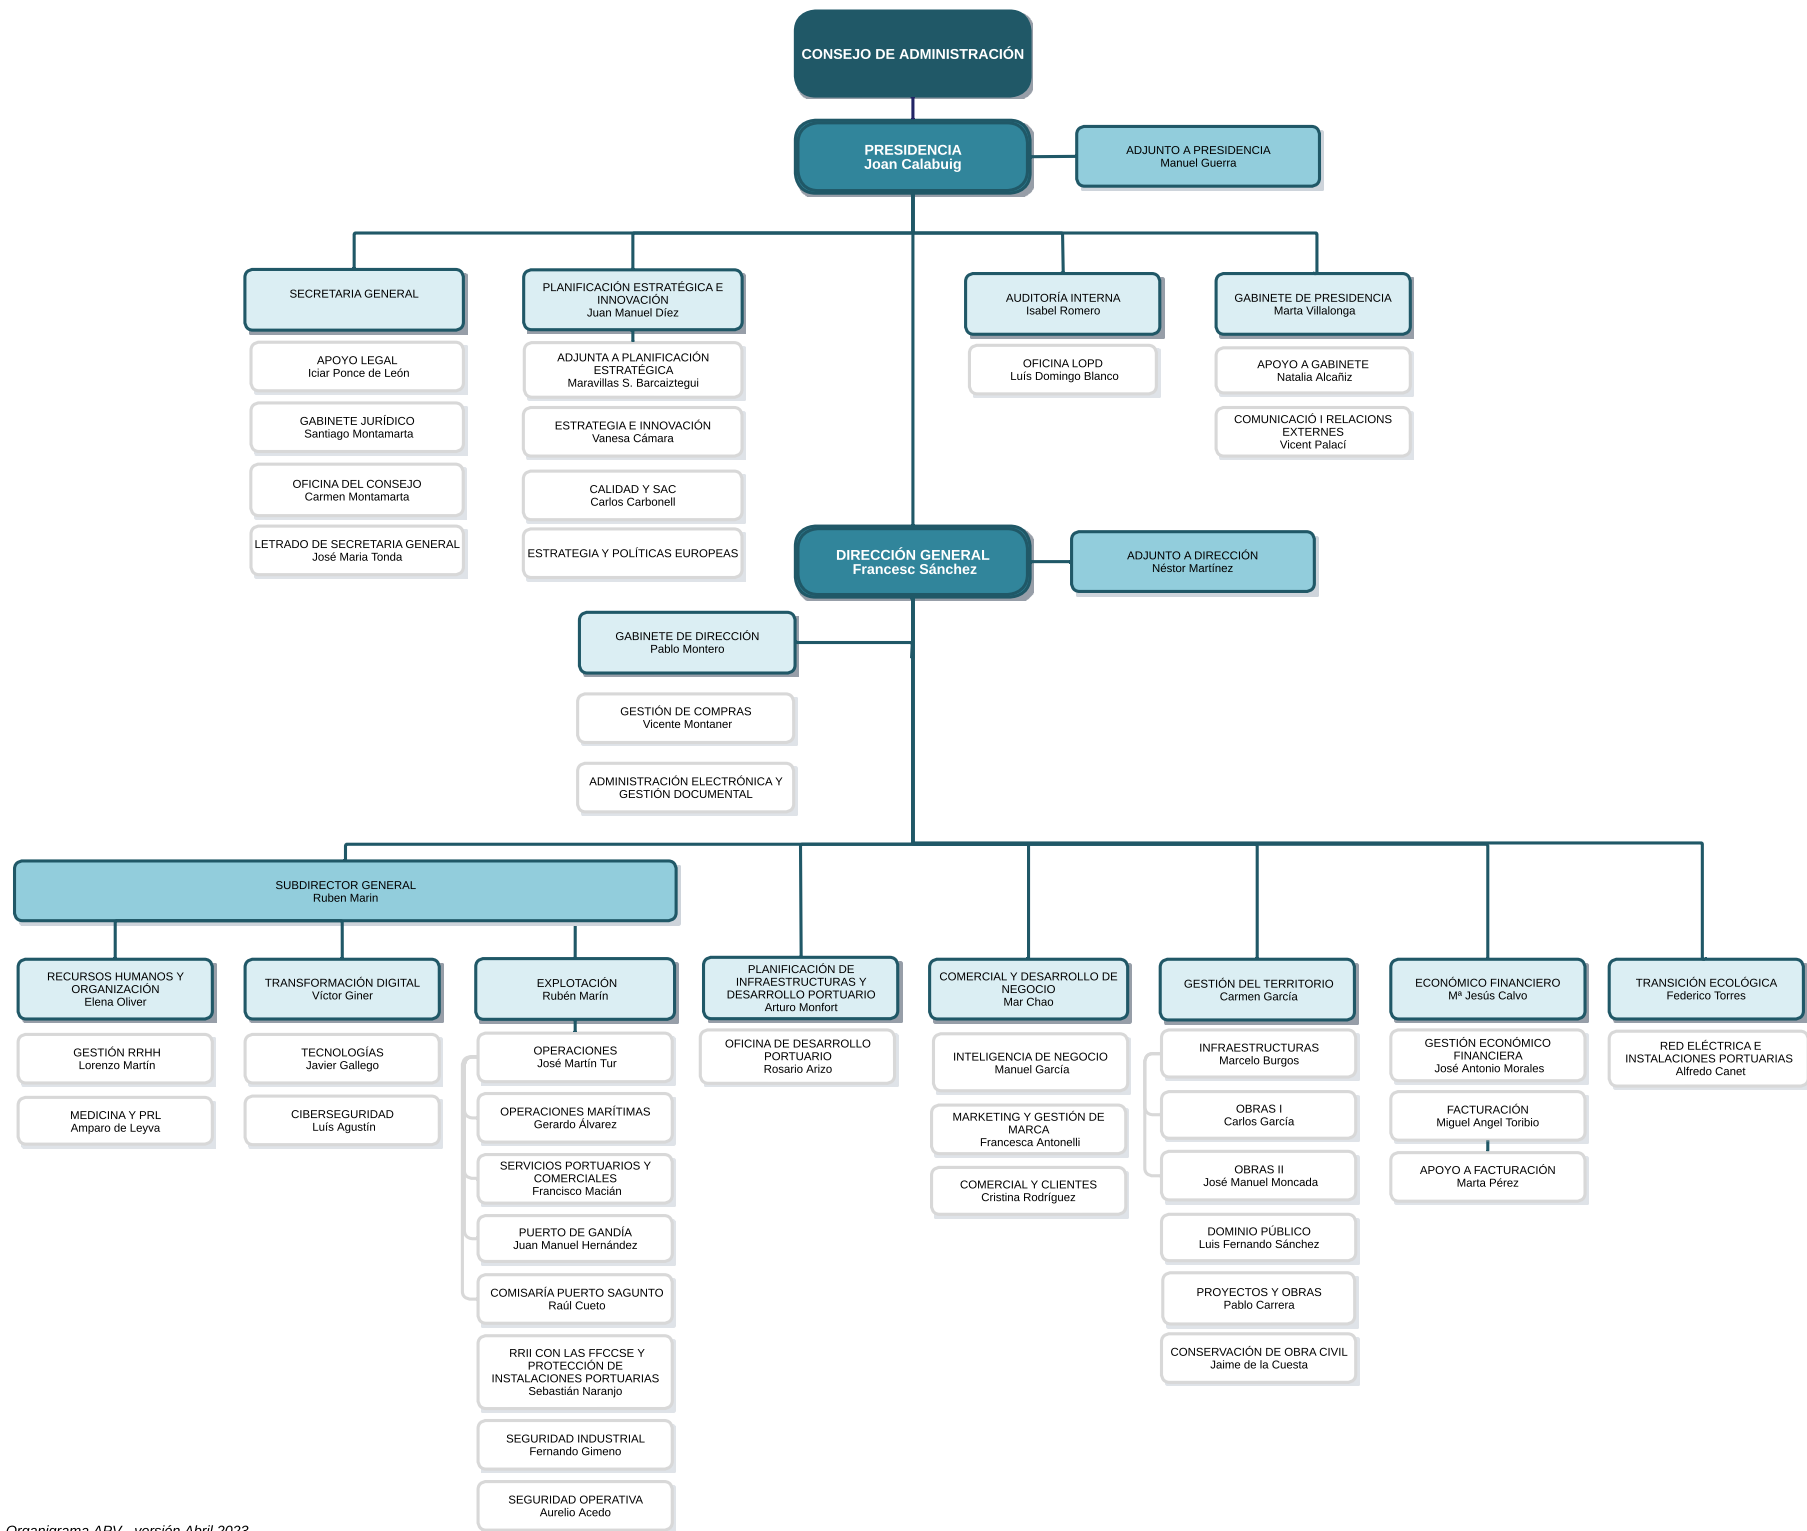 CONSEJO DE ADMINISTRACIÓN
PRESIDENCIA
Joan Calabuig
ADJUNTO A PRESIDENCIA
Manuel Guerra
SECRETARIA GENERAL
APOYO LEGAL
Iciar Ponce de León
GABINETE JURÍDICO
Santiago Montamarta
OFICINA DEL CONSEJO
Carmen Montamarta
LETRADO DE SECRETARIA GENERAL
José Maria Tonda
PLANIFICACIÓN ESTRATÉGICA E
INNOVACIÓN
Juan Manuel Díez
ADJUNTA A PLANIFICACIÓN
ESTRATÉGICA
Maravillas S. Barcaiztegui
ESTRATEGIA E INNOVACIÓN
Vanesa Cámara
CALIDAD Y SAC
Carlos Carbonell
ESTRATEGIA Y POLÍTICAS EUROPEAS
AUDITORÍA INTERNA
Isabel Romero
OFICINA LOPD
Luís Domingo Blanco
GABINETE DE PRESIDENCIA
Marta Villalonga
APOYO A GABINETE
Natalia Alcañiz
COMUNICACIÓ I RELACIONS
EXTERNES
Vicent Palací
DIRECCIÓN GENERAL
Francesc Sánchez
ADJUNTO A DIRECCIÓN
Néstor Martínez
GABINETE DE DIRECCIÓN
Pablo Montero
GESTIÓN DE COMPRAS
Vicente Montaner
ADMINISTRACIÓN ELECTRÓNICA Y
GESTIÓN DOCUMENTAL
SUBDIRECTOR GENERAL
Ruben Marin
RECURSOS HUMANOS Y
ORGANIZACIÓN
Elena Oliver
GESTIÓN RRHH
Lorenzo Martín
MEDICINA Y PRL
Amparo de Leyva
TRANSFORMACIÓN DIGITAL
Víctor Giner
TECNOLOGÍAS
Javier Gallego
CIBERSEGURIDAD
Luís Agustín
EXPLOTACIÓN
Rubén Marín
OPERACIONES
José Martín Tur
OPERACIONES MARÍTIMAS
Gerardo Álvarez
SERVICIOS PORTUARIOS Y
COMERCIALES
Francisco Macián
PUERTO DE GANDÍA
Juan Manuel Hernández
COMISARÍA PUERTO SAGUNTO
Raúl Cueto
RRII CON LAS FFCCSE Y
PROTECCIÓN DE
INSTALACIONES PORTUARIAS
Sebastián Naranjo
SEGURIDAD INDUSTRIAL
Fernando Gimeno
SEGURIDAD OPERATIVA
Aurelio Acedo
PLANIFICACIÓN DE
INFRAESTRUCTURAS Y
DESARROLLO PORTUARIO
Arturo Monfort
OFICINA DE DESARROLLO
PORTUARIO
Rosario Arizo
COMERCIAL Y DESARROLLO DE
NEGOCIO
Mar Chao
INTELIGENCIA DE NEGOCIO
Manuel García
MARKETING Y GESTIÓN DE
MARCA
Francesca Antonelli
COMERCIAL Y CLIENTES
Cristina Rodríguez
GESTIÓN DEL TERRITORIO
Carmen García
INFRAESTRUCTURAS
Marcelo Burgos
OBRAS I
Carlos García
OBRAS II
José Manuel Moncada
DOMINIO PÚBLICO
Luis Fernando Sánchez
PROYECTOS Y OBRAS
Pablo Carrera
CONSERVACIÓN DE OBRA CIVIL
Jaime de la Cuesta
ECONÓMICO FINANCIERO
Mª Jesús Calvo
GESTIÓN ECONÓMICO
FINANCIERA
José Antonio Morales
FACTURACIÓN
Miguel Angel Toribio
APOYO A FACTURACIÓN
Marta Pérez
TRANSICIÓN ECOLÓGICA
Federico Torres
RED ELÉCTRICA E
INSTALACIONES PORTUARIAS
Alfredo Canet
Organigrama APV - versión Abril 2023